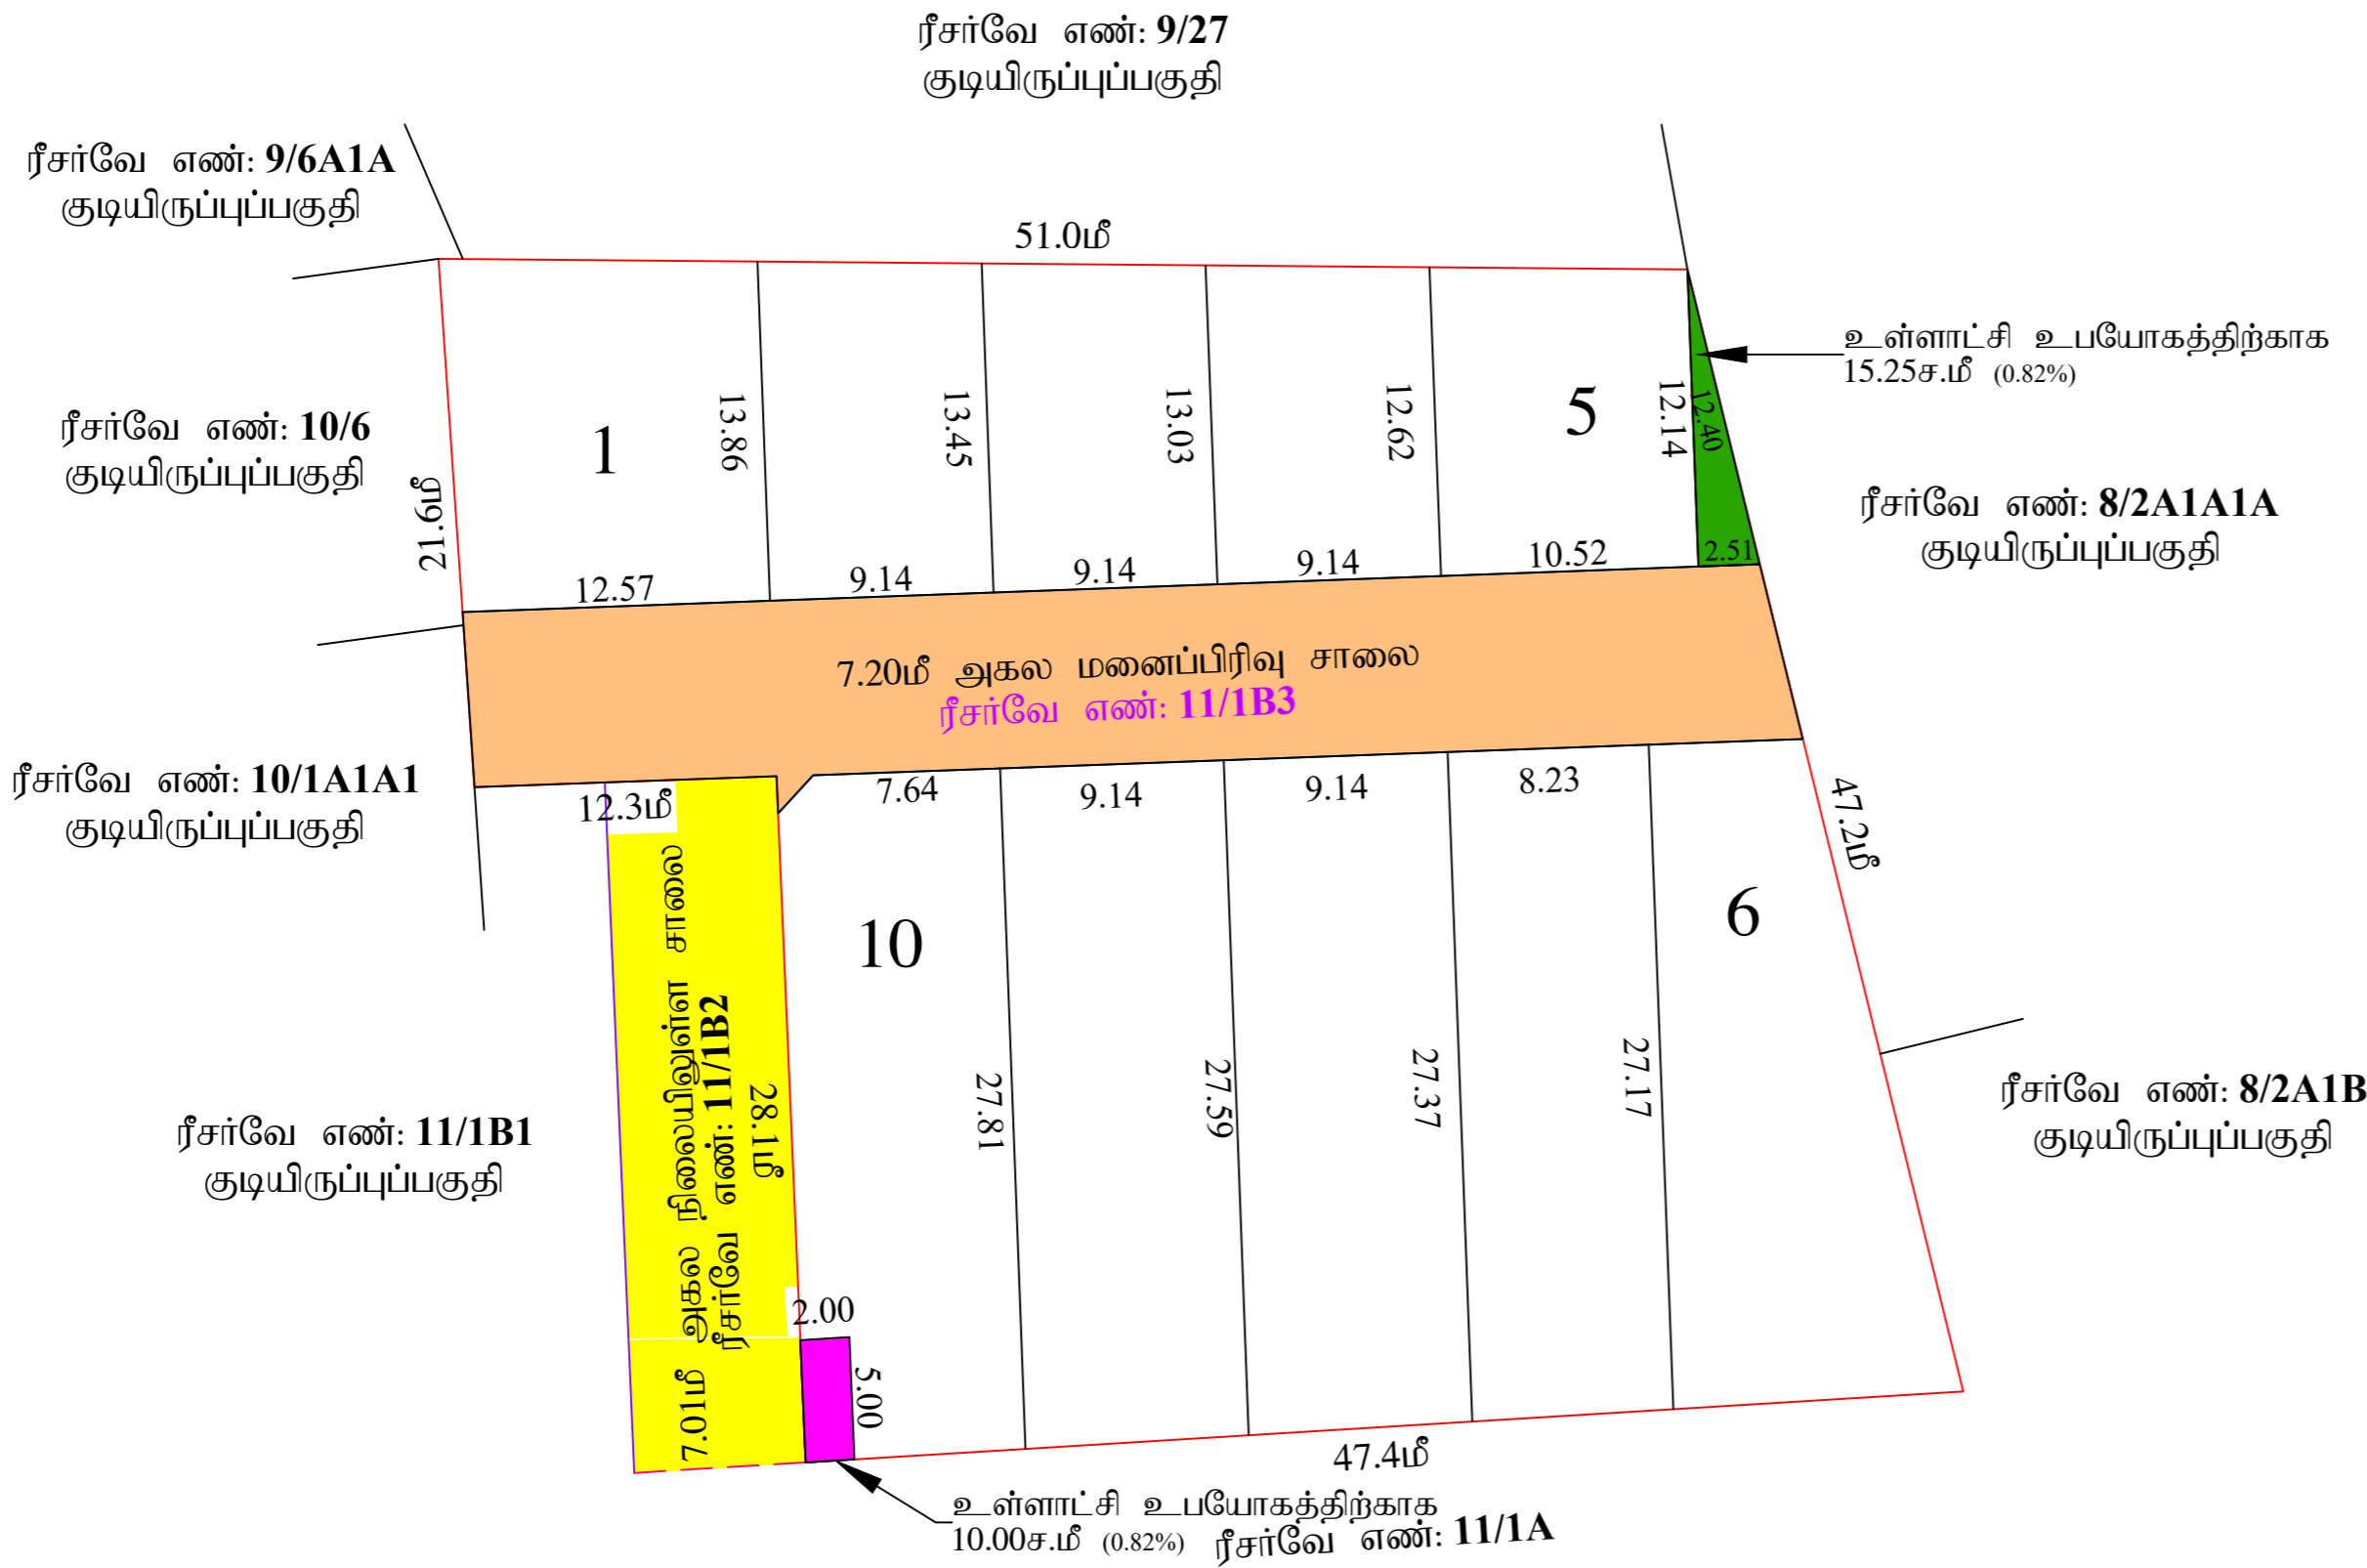 ரீசர்வே எண்: 9/27
குடியிருப்புப்பகுதி
ரீசர்வே எண்: 9/6A1A
குடியிருப்புப்பகுதி
51.0மீ
உள்ளாட்சி உபயோகத்திற்காக
15.25ச.மீ (0.82%)
ரீசர்வே எண்: 10/6
குடியிருப்புப்பகுதி
21.6மீ
1
13.86
13.45
13.03
12.62
5
12.14
12.40
ரீசர்வே எண்: 8/2A1A1A
குடியிருப்புப்பகுதி
12.57
9.14
9.14
9.14
10.52
2.51
7.20மீ அகல மனைப்பிரிவு சாலை
ரீசர்வே எண்: 11/1B3
ரீசர்வே எண்: 10/1A1A1
குடியிருப்புப்பகுதி
12.3மீ
7.64
9.14
9.14
8.23
47.2மீ
10
6
7.01மீ அகல நிலையிலுள்ள சாலை
ரீசர்வே எண்: 11/1B2
28.1மீ
27.81
27.59
27.37
27.17
ரீசர்வே எண்: 11/1B1
குடியிருப்புப்பகுதி
ரீசர்வே எண்: 8/2A1B
குடியிருப்புப்பகுதி
2.00
5.00
47.4மீ
உள்ளாட்சி உபயோகத்திற்காக
10.00ச.மீ (0.82%)
ரீசர்வே எண்: 11/1A